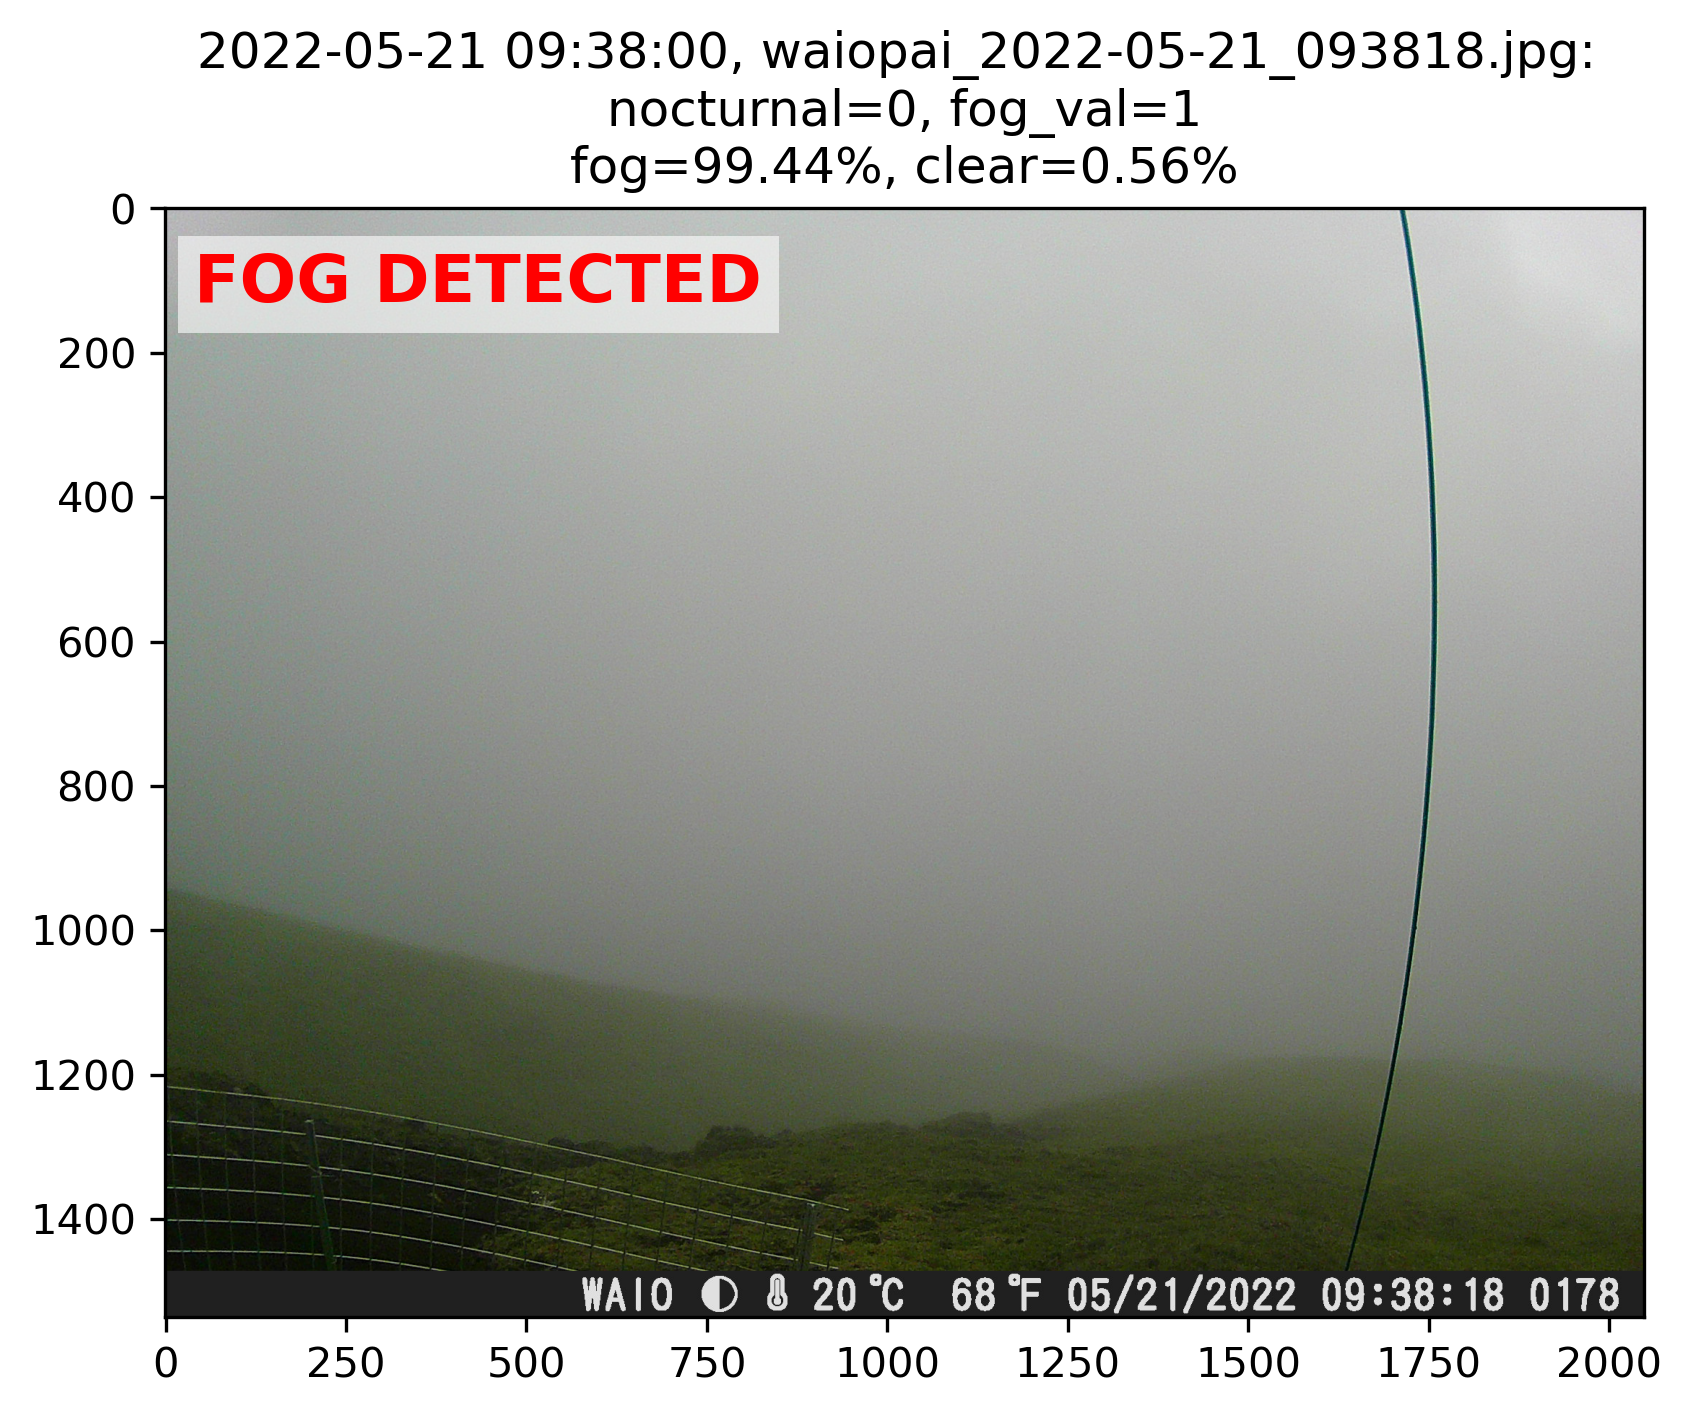 2022-05-21 09:38:00, waiopai_2022-05-21_093818.jpg:
nocturnal=0, fog_val=1
fog=99.44%, clear=0.56%
FOG DETECTED
0
200
400
600
800
1000
1200
1400
WAIO 20°C 68°F 05/21/2022 09:38:18 0178
0 250 500 750 1000 1250 1500 1750 2000